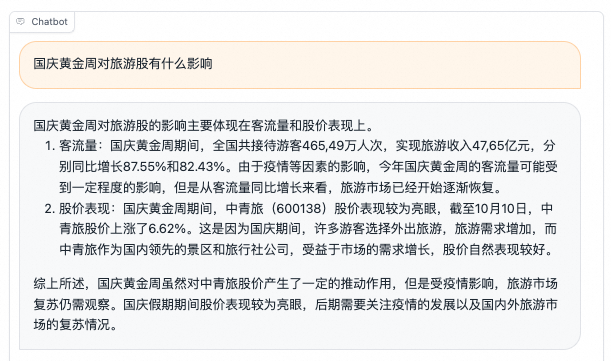 Chatbot
国庆黄金周对旅游股有什么影响
国庆黄金周对旅游股的影响主要体现在客流量和股价表现上。
1. 客流量：国庆黄金周期间，全国共接待游客465,49万人次，实现旅游收入47,65亿元，分
别同比增长87.55%和82.43%。由于疫情等因素的影响，今年国庆黄金周的客流量可能受
到一定程度的影响，但是从客流量同比增长来看，旅游市场已经开始逐渐恢复。
2. 股价表现：国庆黄金周期间，中青旅（600138）股价表现较为亮眼，截至10月10日，中
青旅股价上涨了6.62%。这是因为国庆期间，许多游客选择外出旅游，旅游需求增加，而
中青旅作为国内领先的景区和旅行社公司，受益于市场的需求增长，股价自然表现较好。
综上所述，国庆黄金周虽然对中青旅股价产生了一定的推动作用，但是受疫情影响，旅游市场
复苏仍需观察。国庆假期期间股价表现较为亮眼，后期需要关注疫情的发展以及国内外旅游市
场的复苏情况。